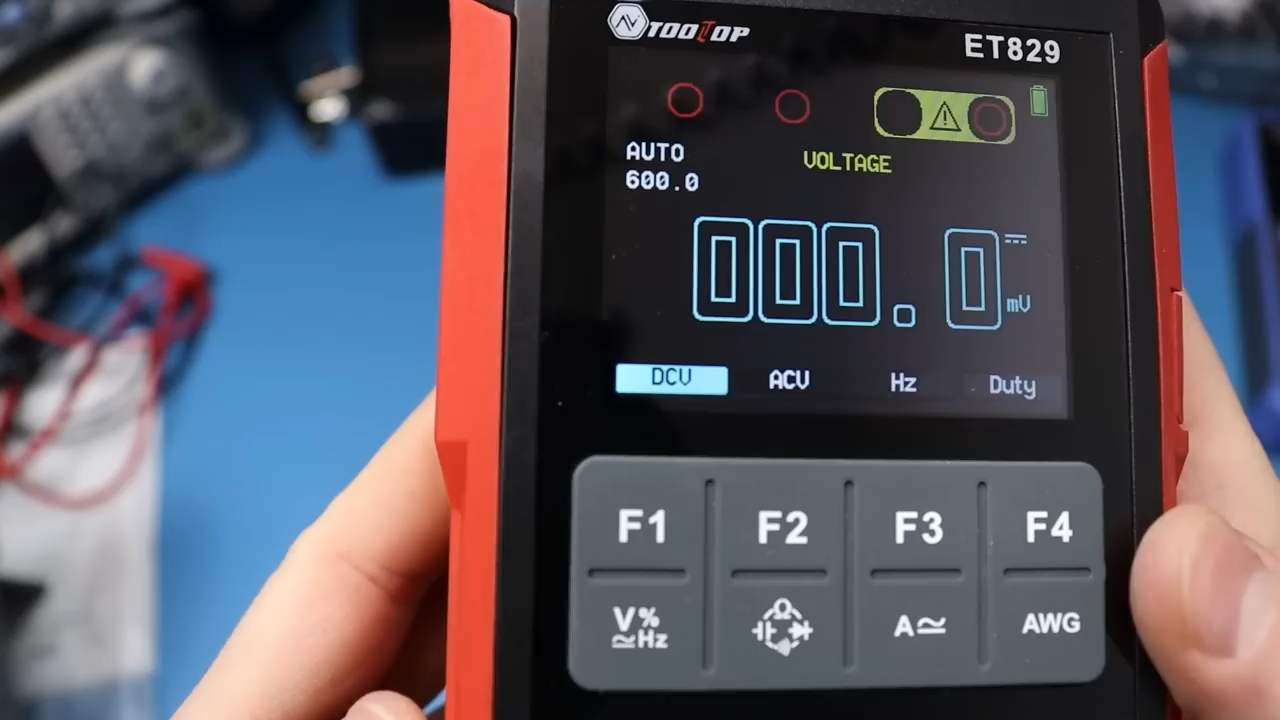 TOOLTOP
ET829
AUTO
600.0
VOLTAGE
000.0 mV
DCV ACV Hz Duty
F1 F2 F3 F4
V% ≃Hz Ω A≃ AWG